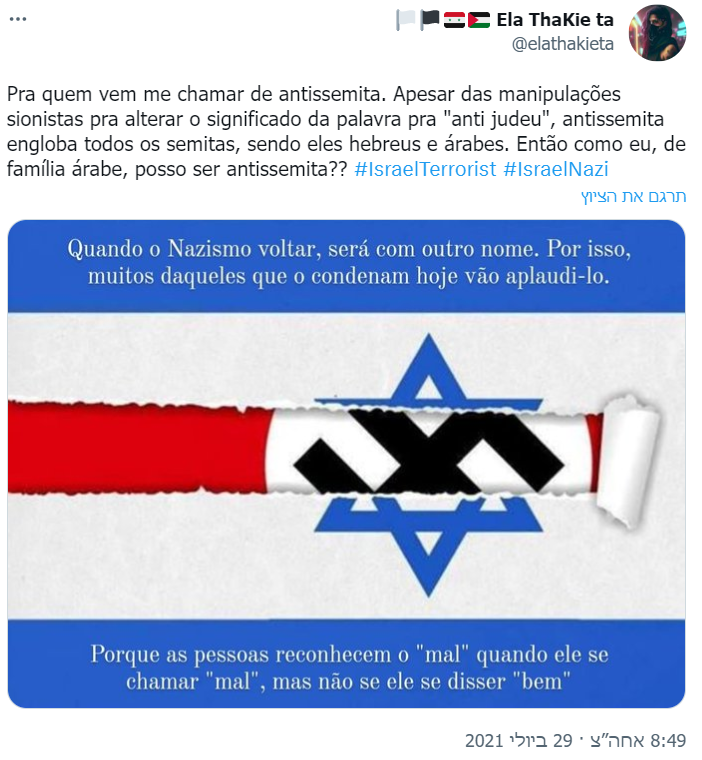 Ela ThaKie ta
@elathakieta
Pra quem vem me chamar de antissemita. Apesar das manipulações
sionistas pra alterar o significado da palavra pra "anti judeu", antissemita
engloba todos os semitas, sendo eles hebreus e árabes. Então como eu, de
família árabe, posso ser antissemita?? #IsraelTerrorist #IsraelNazi
תרגם את הציוץ
Quando o Nazismo voltar, será com outro nome. Por isso,
muitos daqueles que o condenam hoje vão aplaudi-lo.
Porque as pessoas reconhecem o "mal" quando ele se
chamar "mal", mas não se ele se disser "bem"
8:49 אחה״צ · 29 ביולי 2021